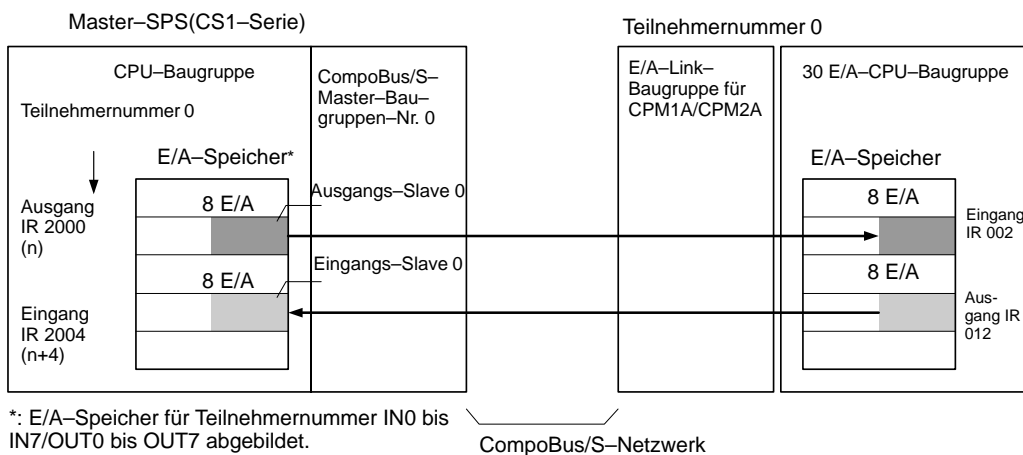 Master–SPS(CS1–Serie)
Teilnehmernummer 0
CPU–Baugruppe
CompoBus/S–
Master–Bau–
gruppen–Nr. 0
E/A–Link–
Baugruppe für
CPM1A/CPM2A
30 E/A–CPU–Baugruppe
Teilnehmernummer 0
E/A–Speicher*
E/A–Speicher
Ausgang
IR 2000
(n)
8 E/A
Ausgangs–Slave 0
8 E/A
Eingang
IR 002
Eingang
IR 2004
(n+4)
8 E/A
Eingangs–Slave 0
8 E/A
Aus-
gang IR
012
*: E/A–Speicher für Teilnehmernummer IN0 bis
IN7/OUT0 bis OUT7 abgebildet.
CompoBus/S–Netzwerk